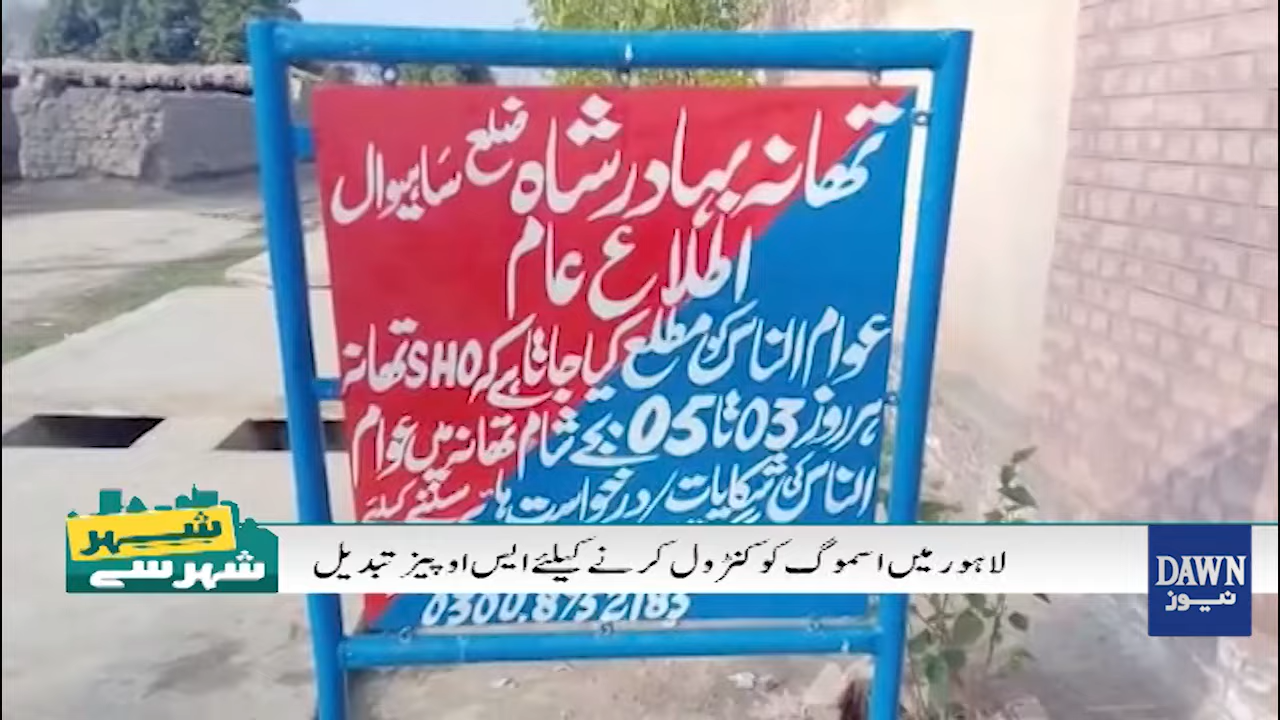 تھانہ بہادر شاہ ضلع ساہیوال
اطلاع عام
عوام الناس کو مطلع کیا جاتا ہے کہ SHO تھانہ
ہر روز 03 تا 05 بجے شام تھانہ میں عوام
الناس کی شکایات / درخواست ہائے سننے کیلئے
شہر
شہر سے
لاہور میں اسموگ کو کنٹرول کرنے کیلئے ایس او پیز تبدیل
DAWN
نیوز